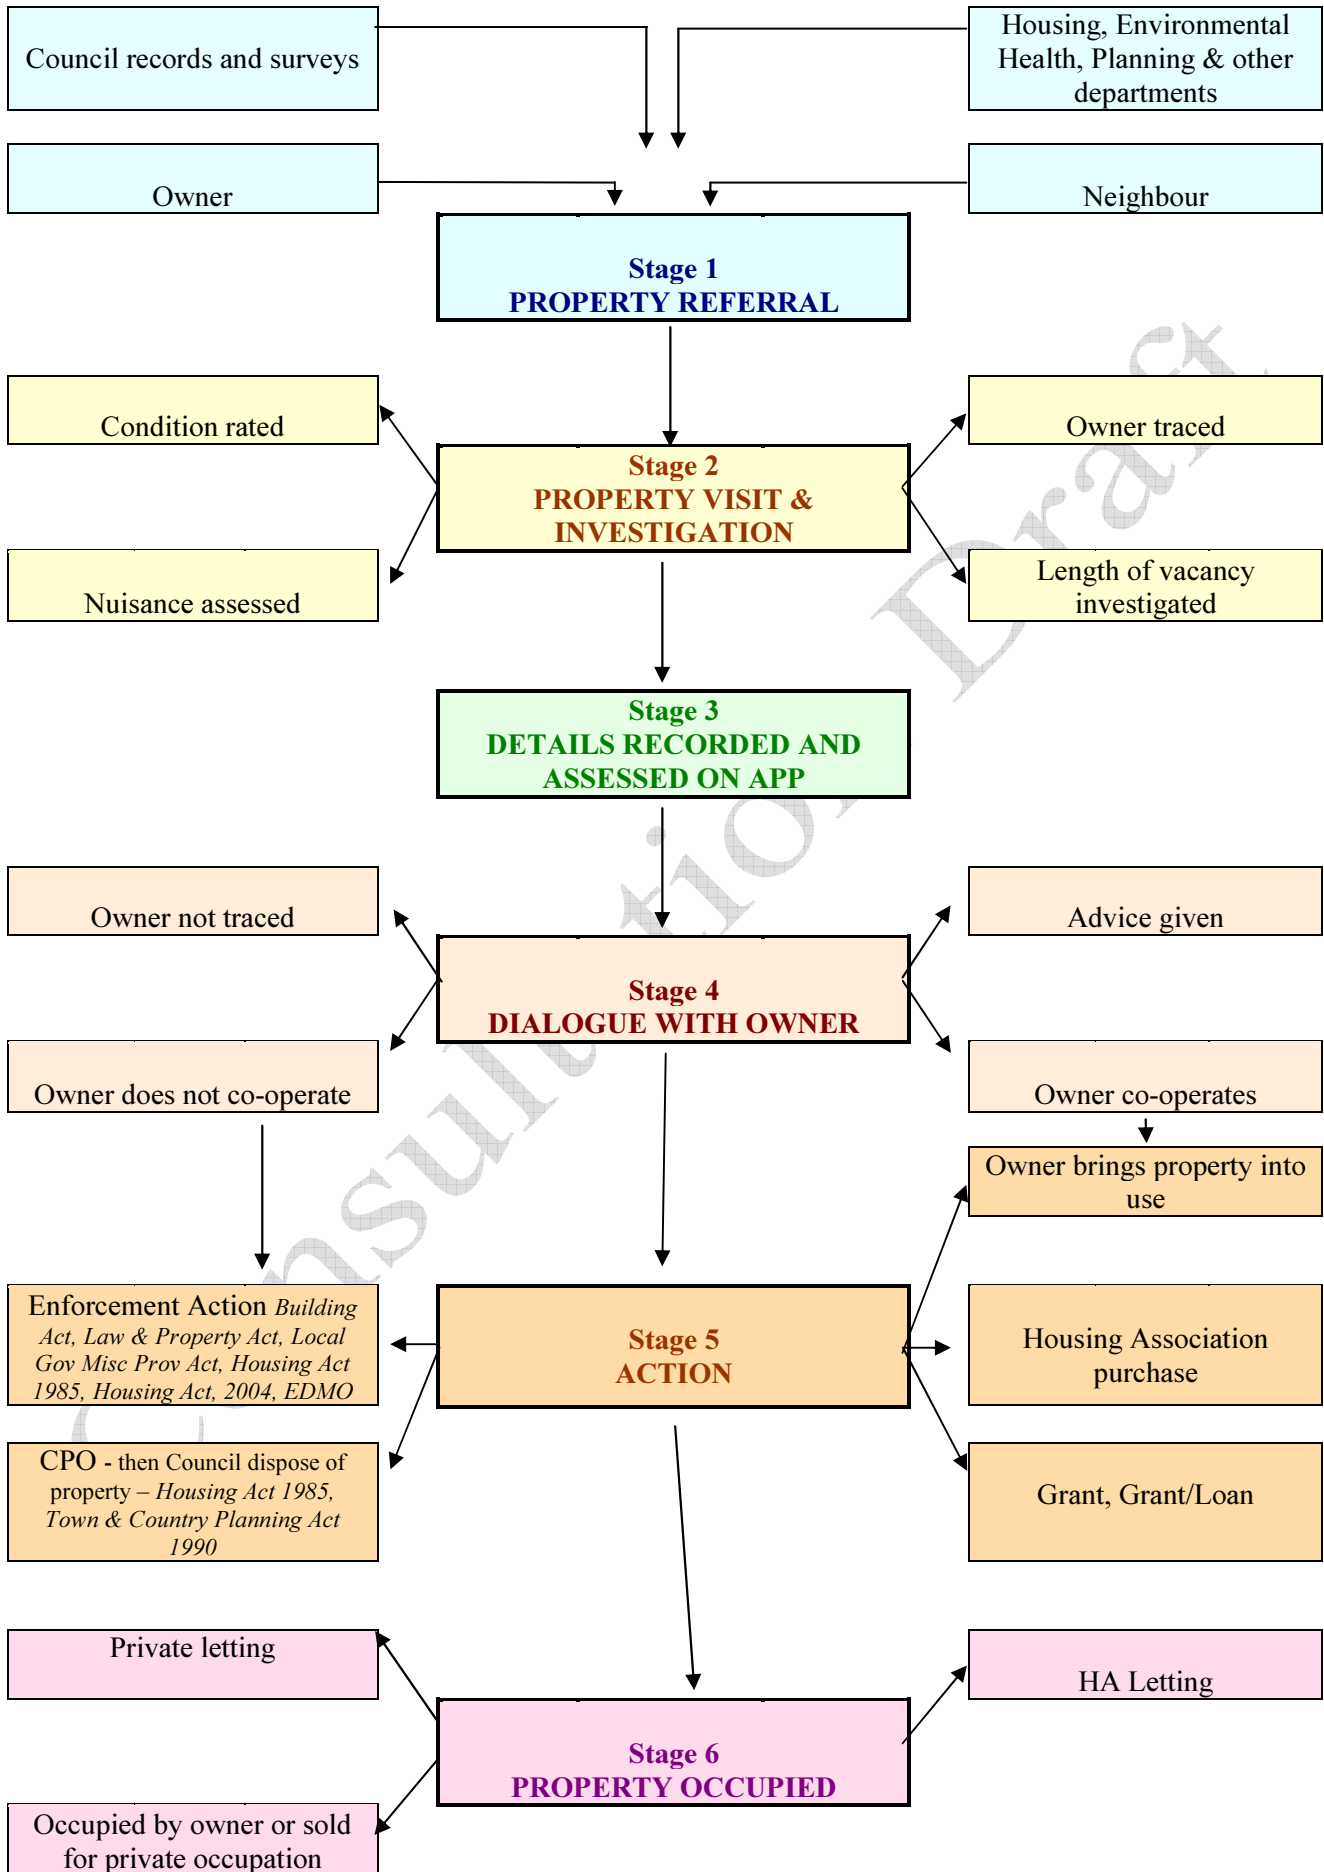 Council records and surveys
Housing, Environmental
Health, Planning & other
departments
Owner
Neighbour
Stage 1
PROPERTY REFERRAL
Condition rated
Owner traced
Stage 2
PROPERTY VISIT &
INVESTIGATION
Nuisance assessed
Length of vacancy
investigated
Stage 3
DETAILS RECORDED AND
ASSESSED ON APP
Owner not traced
Advice given
Stage 4
DIALOGUE WITH OWNER
Owner does not co-operate
Owner co-operates
Owner brings property into
use
Enforcement Action Building
Act, Law & Property Act, Local
Gov Misc Prov Act, Housing Act
1985, Housing Act, 2004, EDMO
Stage 5
ACTION
Housing Association
purchase
CPO - then Council dispose of
property – Housing Act 1985,
Town & Country Planning Act
1990
Grant, Grant/Loan
Private letting
HA Letting
Stage 6
PROPERTY OCCUPIED
Occupied by owner or sold
for private occupation
Consultation Draft